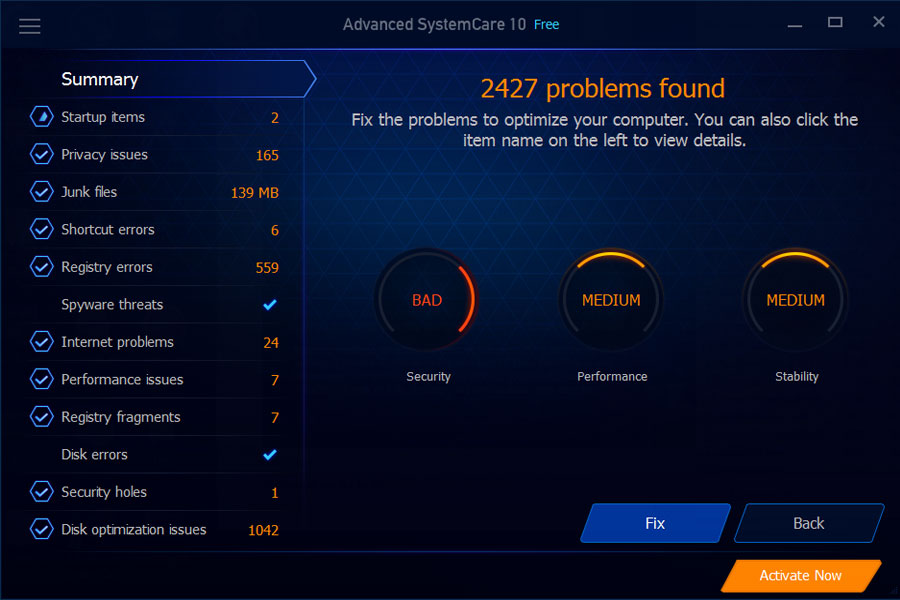 Advanced SystemCare 10 Free
Summary
Startup items 2
Privacy issues 165
Junk files 139 MB
Shortcut errors 6
Registry errors 559
Spyware threats
Internet problems 24
Performance issues 7
Registry fragments 7
Disk errors
Security holes 1
Disk optimization issues 1042
2427 problems found
Fix the problems to optimize your computer. You can also click the
item name on the left to view details.
BAD
Security
MEDIUM
Performance
MEDIUM
Stability
Fix
Back
Activate Now